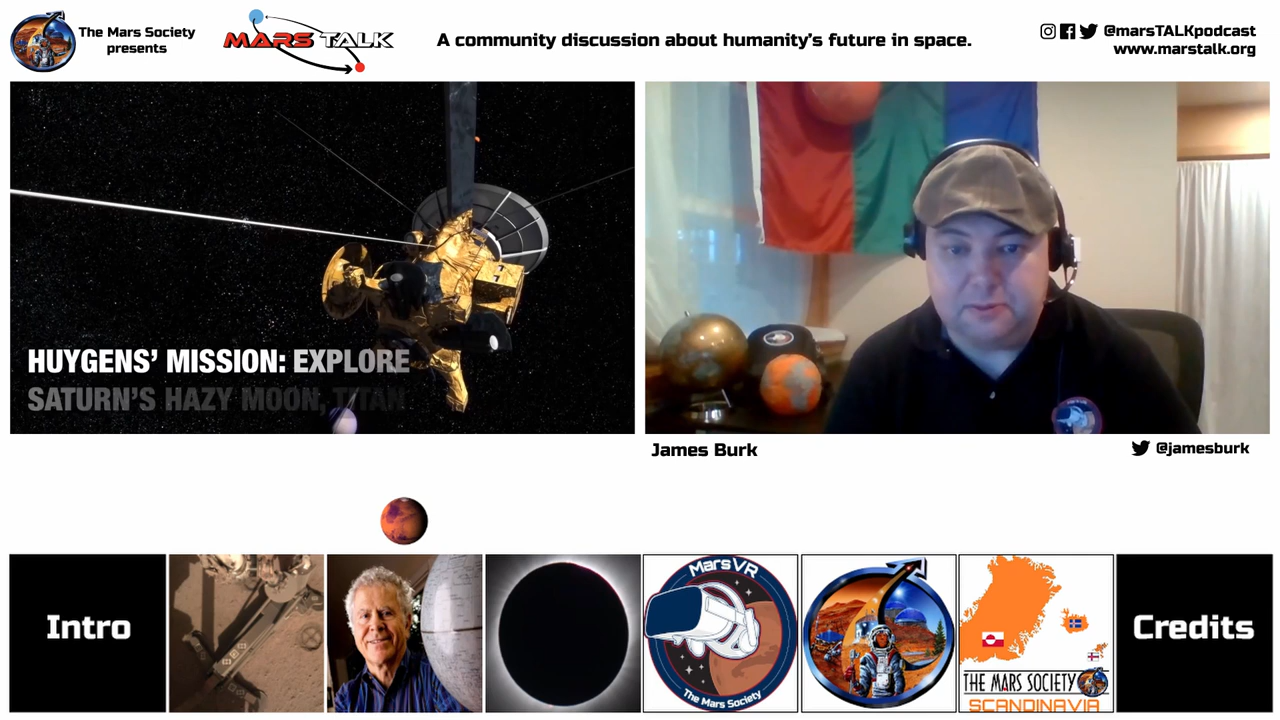 The Mars Society
presents
MARS TALK
A community discussion about humanity's future in space.
@marsTALKpodcast
www.marstalk.org
HUYGENS' MISSION: EXPLORE
SATURN'S HAZY MOON, TITAN
James Burk
@jamesburk
Intro
MarsVR
The Mars Society
THE MARS SOCIETY
SCANDINAVIA
Credits